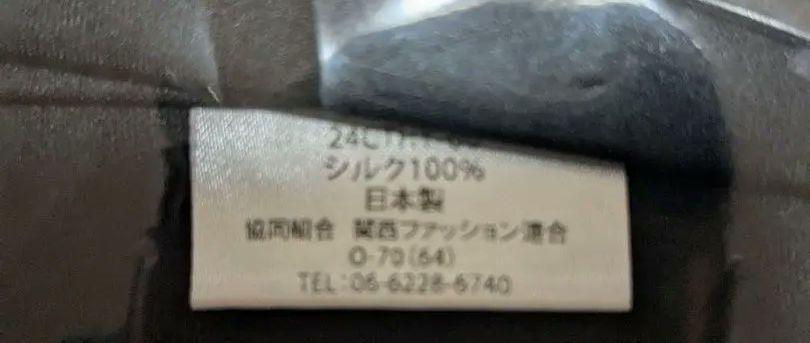 シルク100%
日本製
協同組合 関西ファッション連合
O-70(64)
TEL:06-6228-6740